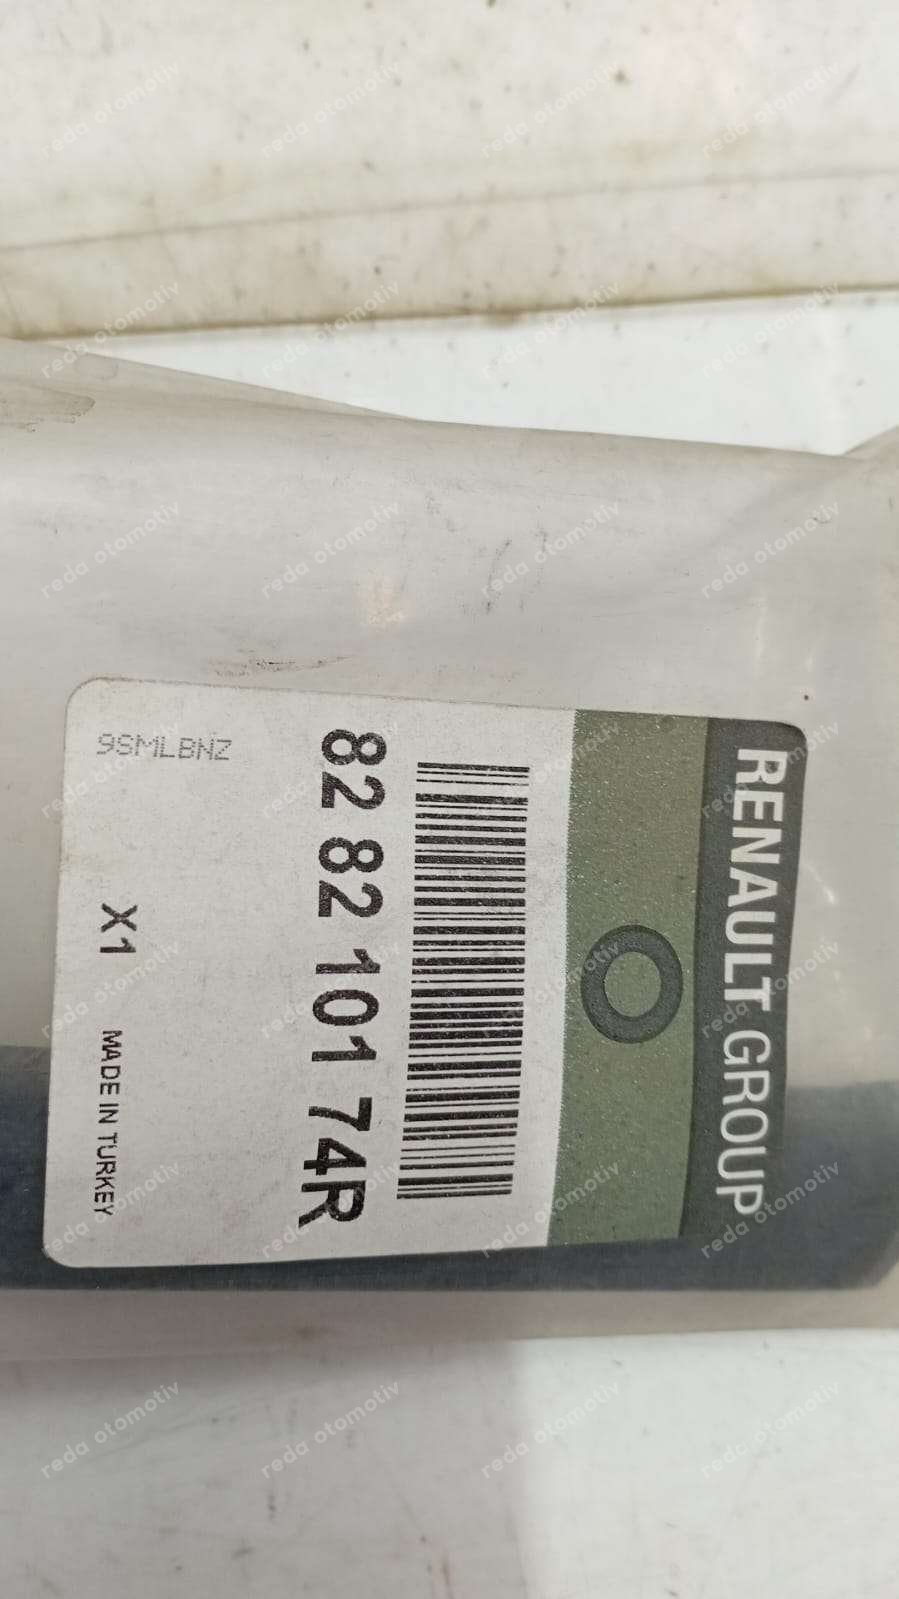 RENAULT GROUP
82 82 101 74R
9SMLBNZ
X1
MADE IN TURKEY
reda otomotiv